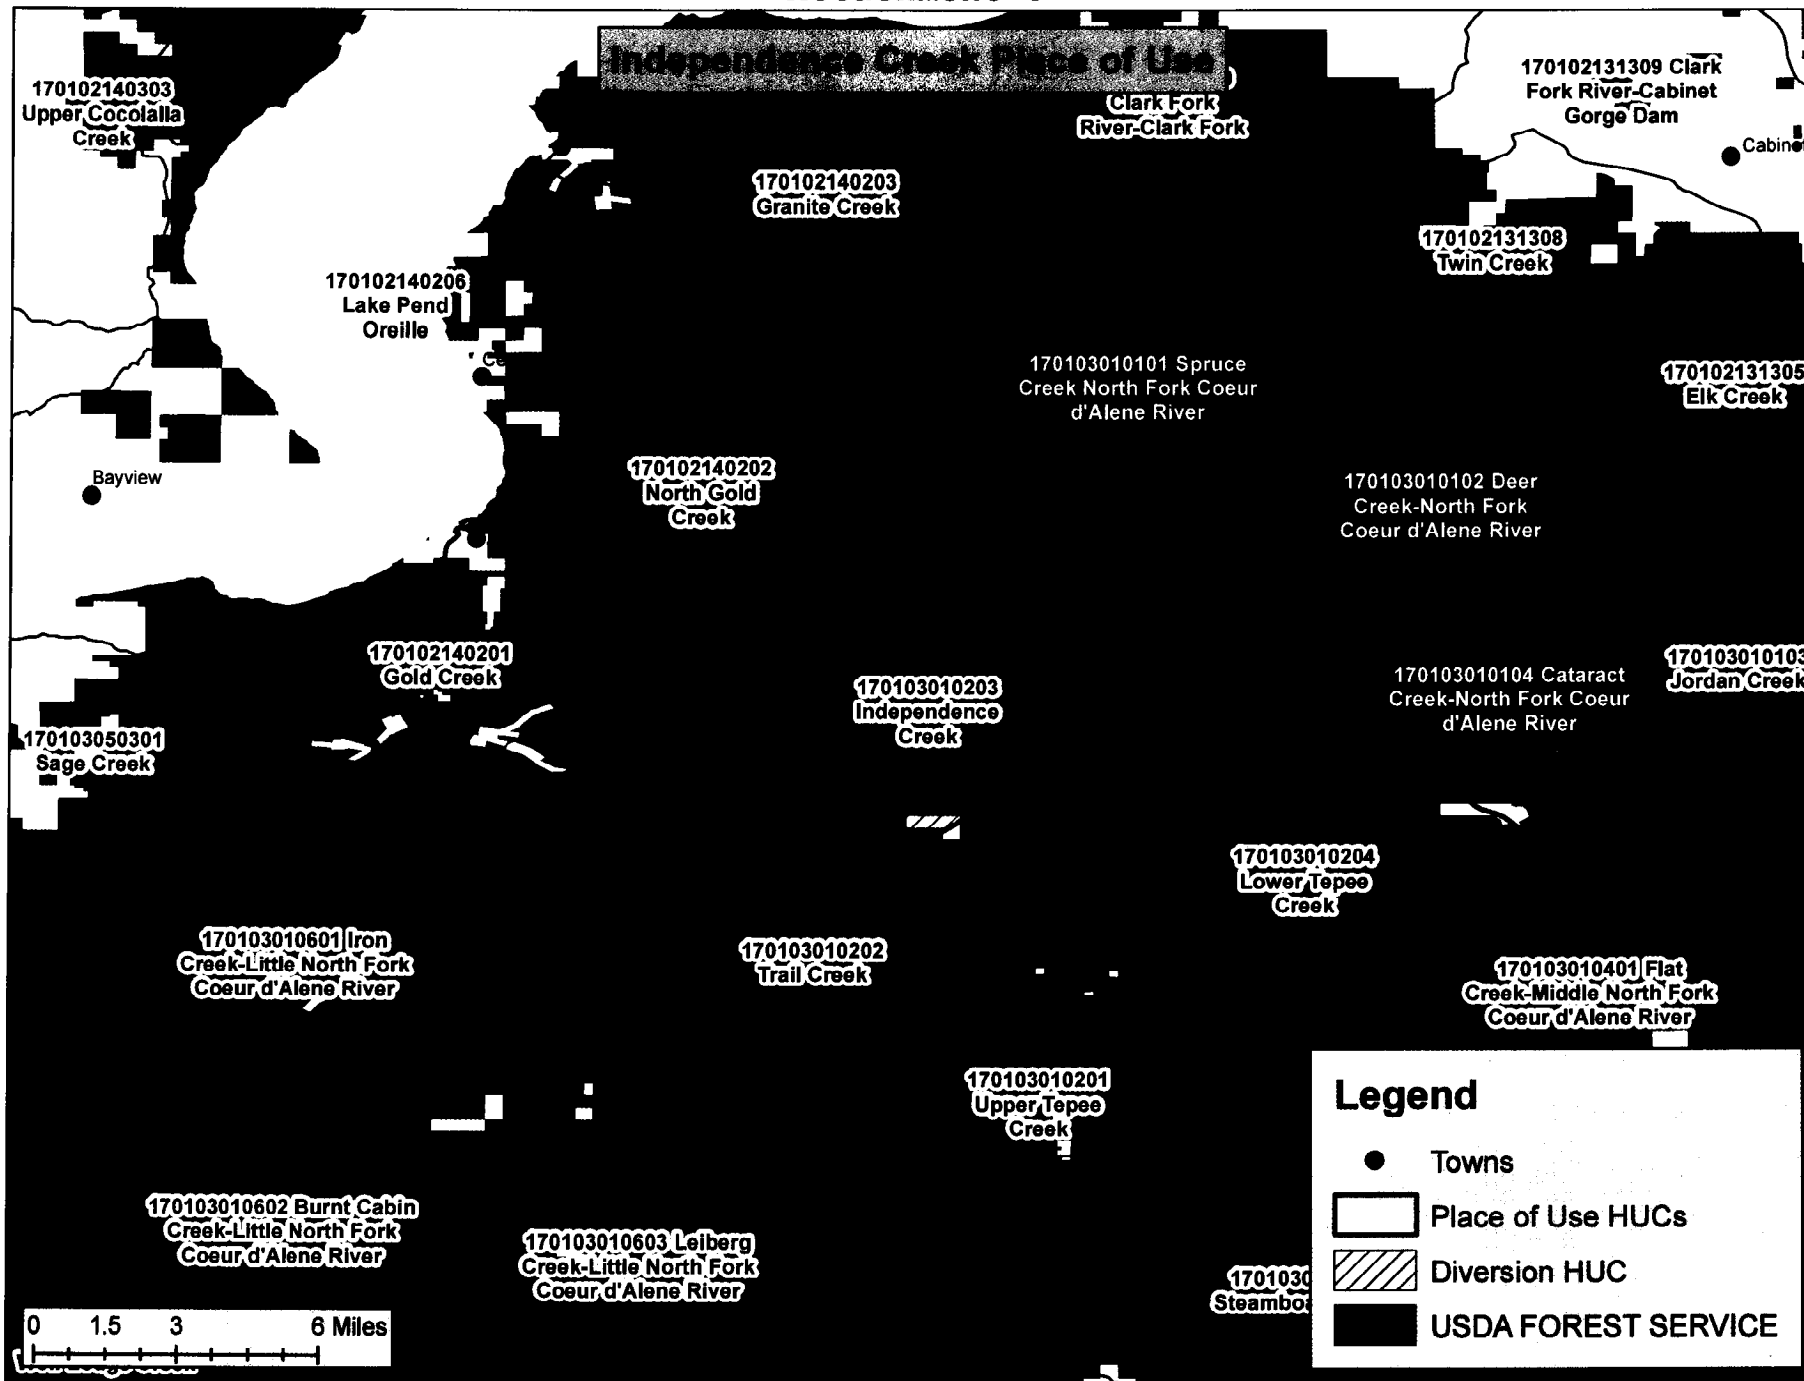 Independence Creek Place of Use
170102140303
Upper Cocolalla
Creek
Clark Fork
River-Clark Fork
170102131309 Clark
Fork River-Cabinet
Gorge Dam
170102140203
Granite Creek
170102131308
Twin Creek
170102140206
Lake Pend
Oreille
170103010101 Spruce
Creek North Fork Coeur
d'Alene River
170102131305
Elk Creek
Bayview
170102140202
North Gold
Creek
170103010102 Deer
Creek-North Fork
Coeur d'Alene River
170102140201
Gold Creek
170103010203
Independence
Creek
170103010104 Cataract
Creek-North Fork Coeur
d'Alene River
170103010103
Jordan Creek
170103050301
Sage Creek
170103010204
Lower Tepee
Creek
170103010601 Iron
Creek-Little North Fork
Coeur d'Alene River
170103010202
Trail Creek
170103010401 Flat
Creek-Middle North Fork
Coeur d'Alene River
170103010201
Upper Tepee
Creek
170103010602 Burnt Cabin
Creek-Little North Fork
Coeur d'Alene River
170103010603 Leiberg
Creek-Little North Fork
Coeur d'Alene River
Legend
Towns
Place of Use HUCs
Diversion HUC
USDA FOREST SERVICE
0 1.5 3 6 Miles